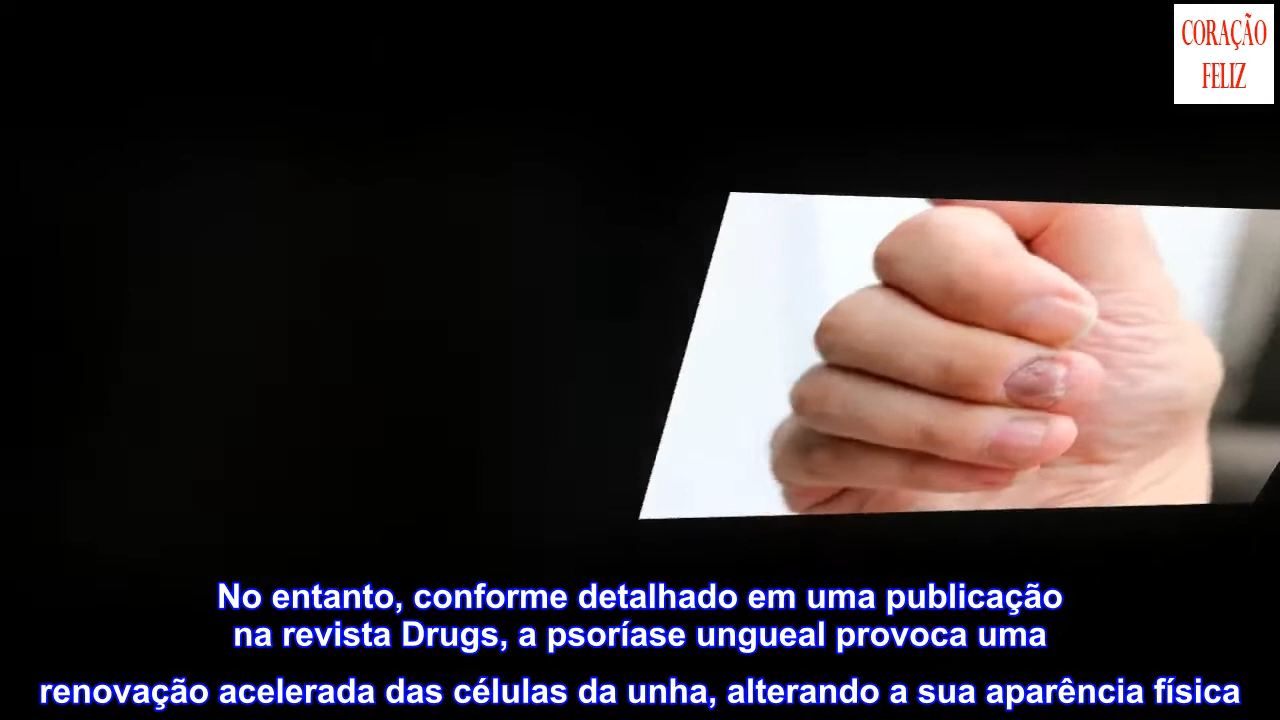 CORAÇÃO
FELIZ
No entanto, conforme detalhado em uma publicação
na revista Drugs, a psoríase ungueal provoca uma
renovação acelerada das células da unha, alterando a sua aparência física